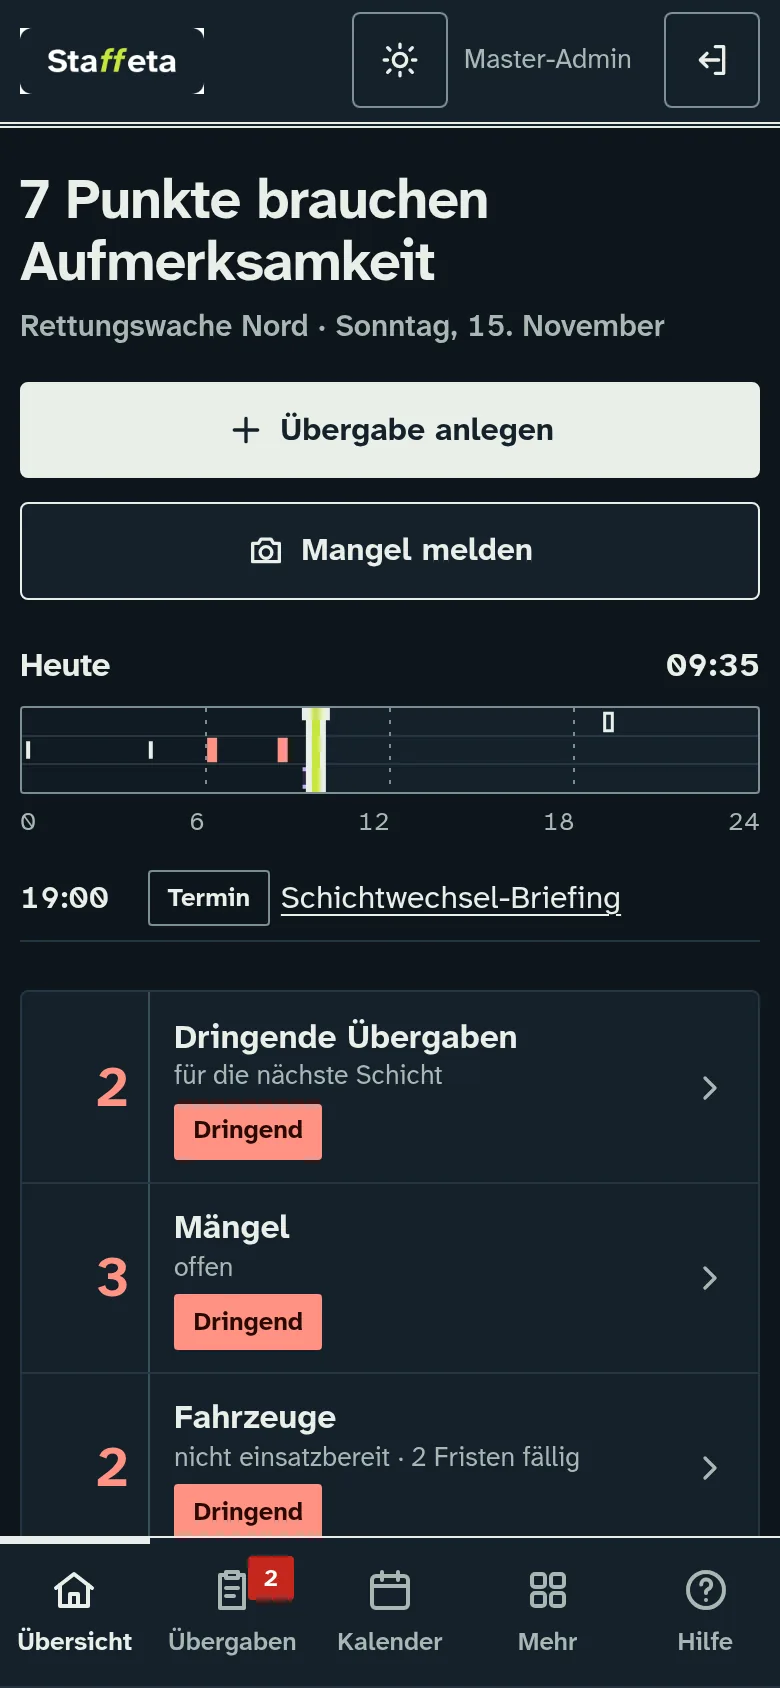 Staffeta
Master-Admin
7 Punkte brauchen
Aufmerksamkeit
Rettungswache Nord · Sonntag, 15. November
Übergabe anlegen
Mangel melden
Heute 09:35
0 6 12 18 24
19:00 Termin Schichtwechsel-Briefing
Dringende Übergaben
für die nächste Schicht
2
Dringend
Mängel
offen
3
Dringend
Fahrzeuge
nicht einsatzbereit · 2 Fristen fällig
2
Dringend
2
Übersicht Übergaben Kalender Mehr Hilfe